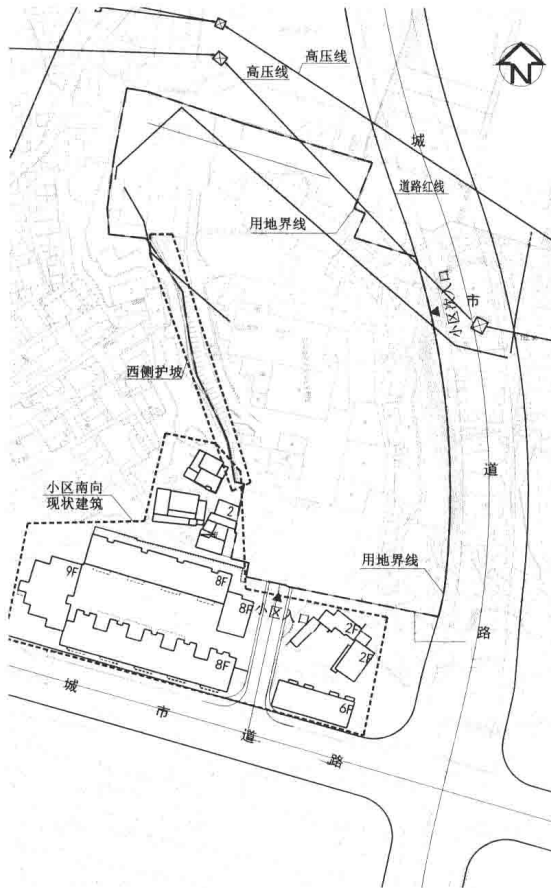 高压线
高压线
N
城
道路红线
用地界线
小区次入口
市
西侧护坡
道
小区南向
现状建筑
2
用地界线
9F
8F
8F
小区入口
2F
2F
路
8F
6F
城
市
道
路